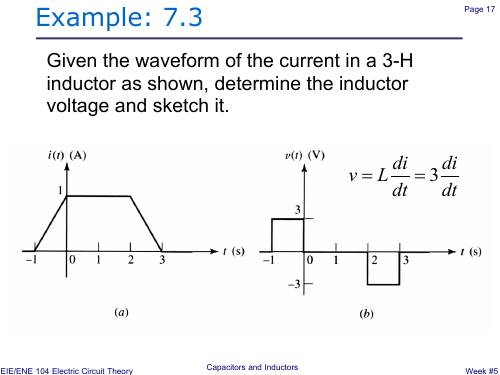 Example: 7.3
Page 17
Given the waveform of the current in a 3-H
inductor as shown, determine the inductor
voltage and sketch it.
i(t) (A)
1
-1 0 1 2 3 t (s)
(a)
v(t) (V)
v = L di/dt = 3 di/dt
3
-1 0 1 2 3 t (s)
-3
(b)
EIE/ENE 104 Electric Circuit Theory
Capacitors and Inductors
Week #5